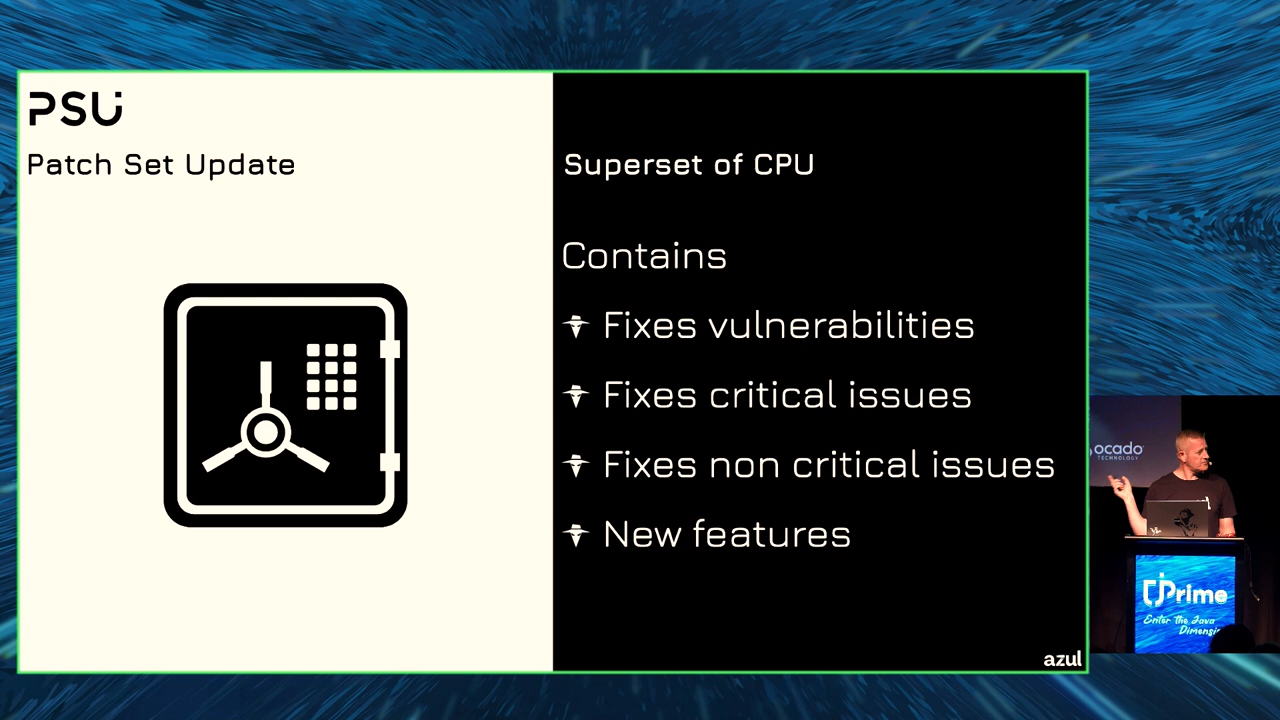 PSU
Patch Set Update
Superset of CPU
Contains
Fixes vulnerabilities
Fixes critical issues
Fixes non critical issues
New features
azul
ocado
TECHNOLOGY
jPrime
Enter the Java